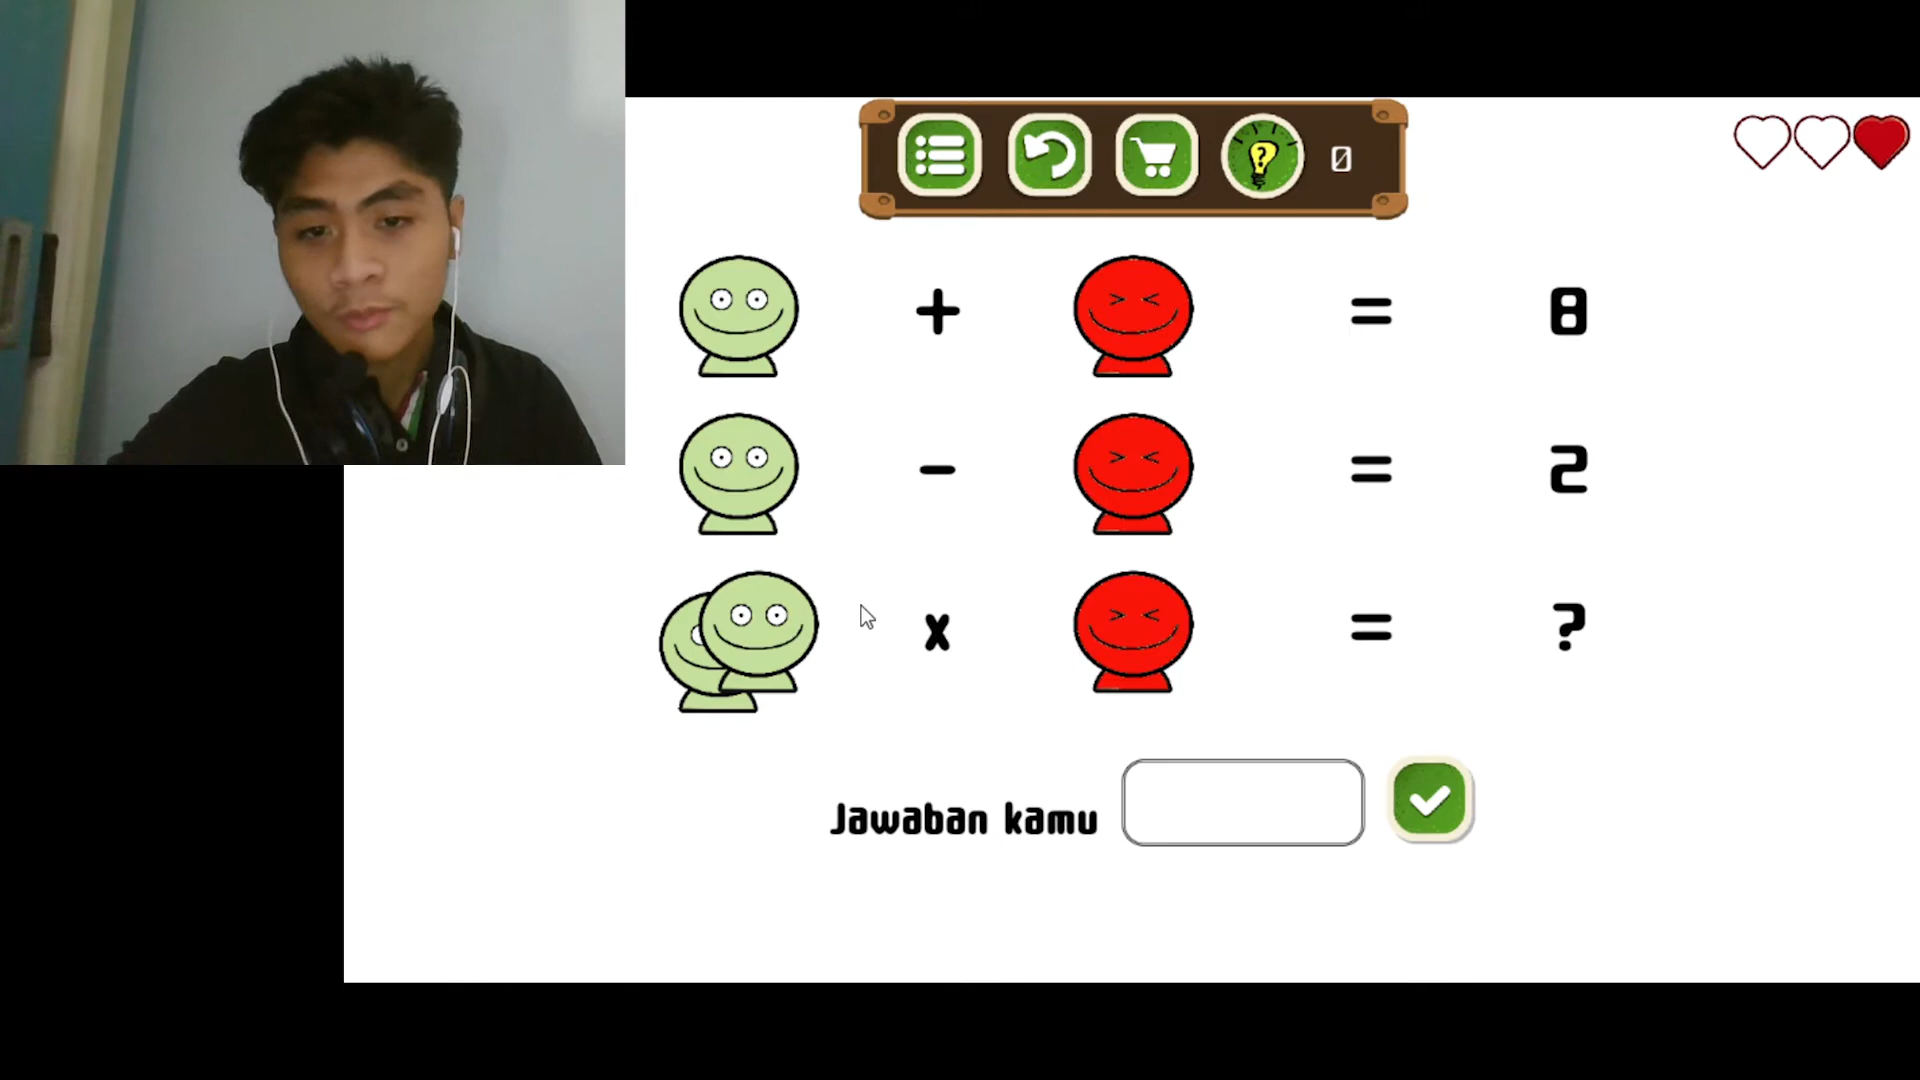 0
+ = 8
- = 2
x = ?
Jawaban kamu